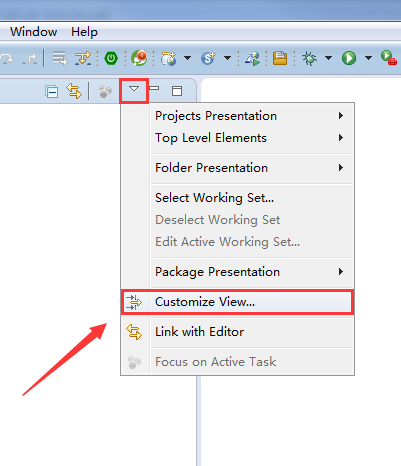 Window Help
Projects Presentation
Top Level Elements
Folder Presentation
Select Working Set...
Deselect Working Set
Edit Active Working Set...
Package Presentation
Customize View...
Link with Editor
Focus on Active Task